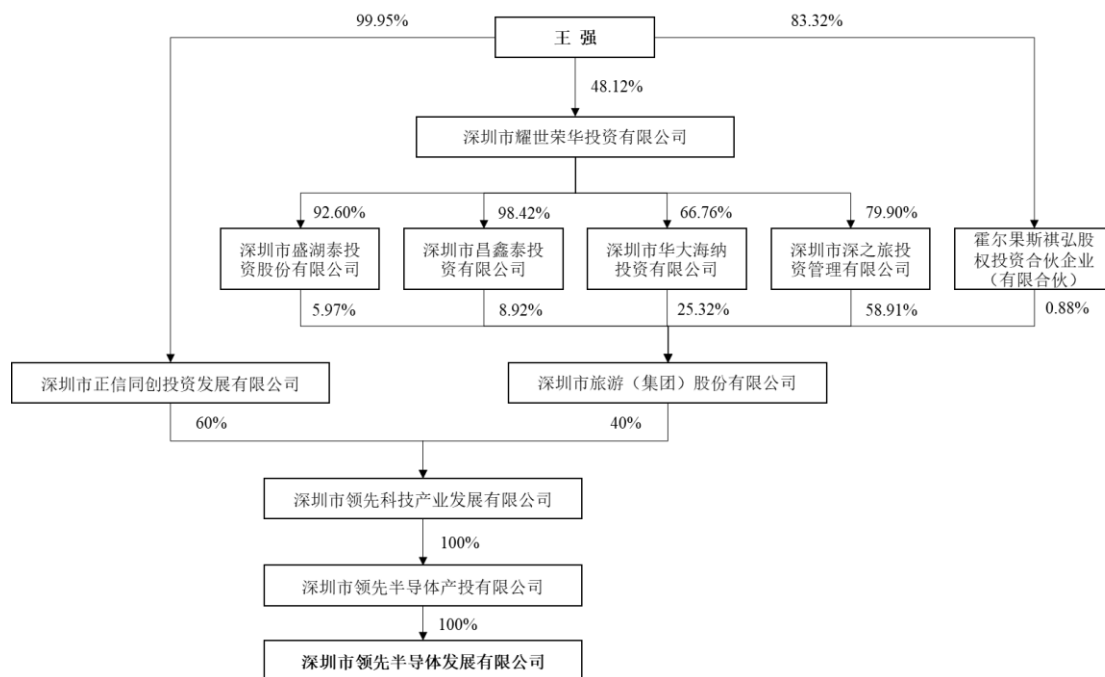 99.95%
83.32%
王 强
48.12%
深圳市耀世荣华投资有限公司
92.60%
98.42%
66.76%
79.90%
深圳市盛湖泰投
资股份有限公司
深圳市昌鑫泰投
资有限公司
深圳市华大海纳
投资有限公司
深圳市深之旅投
资管理有限公司
霍尔果斯祺弘股
权投资合伙企业
（有限合伙）
5.97%
8.92%
25.32%
58.91%
0.88%
深圳市正信同创投资发展有限公司
深圳市旅游（集团）股份有限公司
60%
40%
深圳市领先科技产业发展有限公司
100%
深圳市领先半导体产投有限公司
100%
深圳市领先半导体发展有限公司